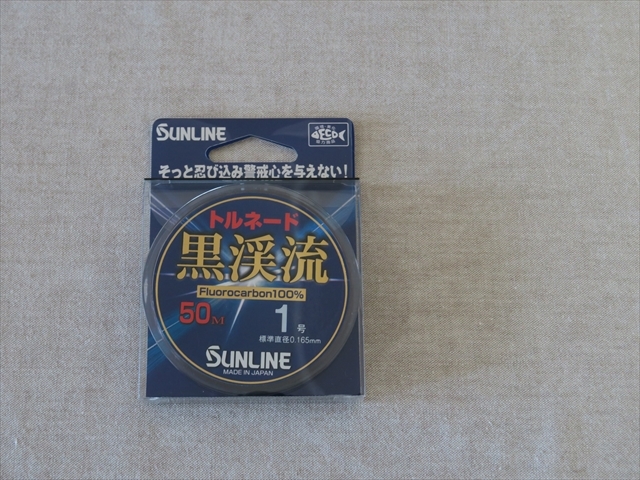 SUNLINE
ECO
そっと忍び込み警戒心を与えない!
トルネード
黒渓流
Fluorocarbon100%
50M
1号
標準直径0.165mm
SUNLINE
MADE IN JAPAN